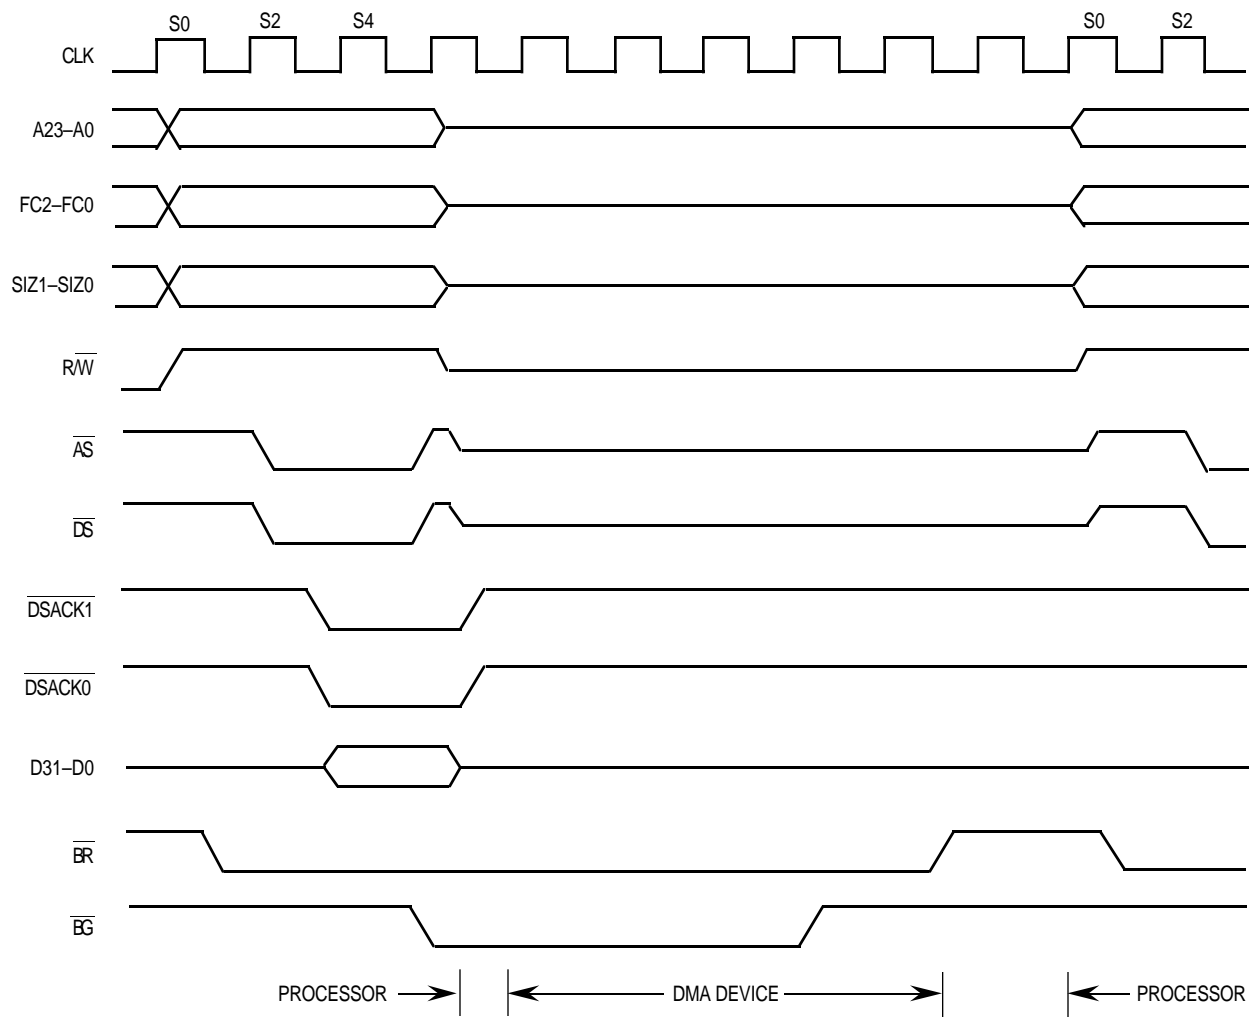 S0 S2 S4 S0 S2
CLK
A23–A0
FC2–FC0
SIZ1–SIZ0
R/W
AS
DS
DSACK1
DSACK0
D31–D0
BR
BG
PROCESSOR DMA DEVICE PROCESSOR